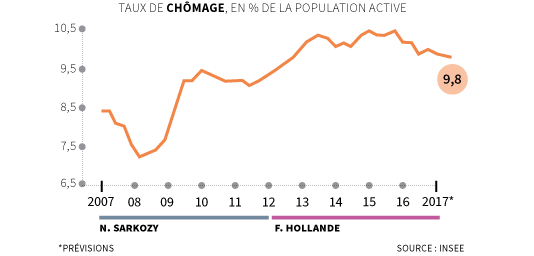 TAUX DE CHÔMAGE, EN % DE LA POPULATION ACTIVE
10,5
9,5
8,5
7,5
6,5
9,8
2007 08 09 10 11 12 13 14 15 16 2017*
N. SARKOZY F. HOLLANDE
*PRÉVISIONS SOURCE : INSEE